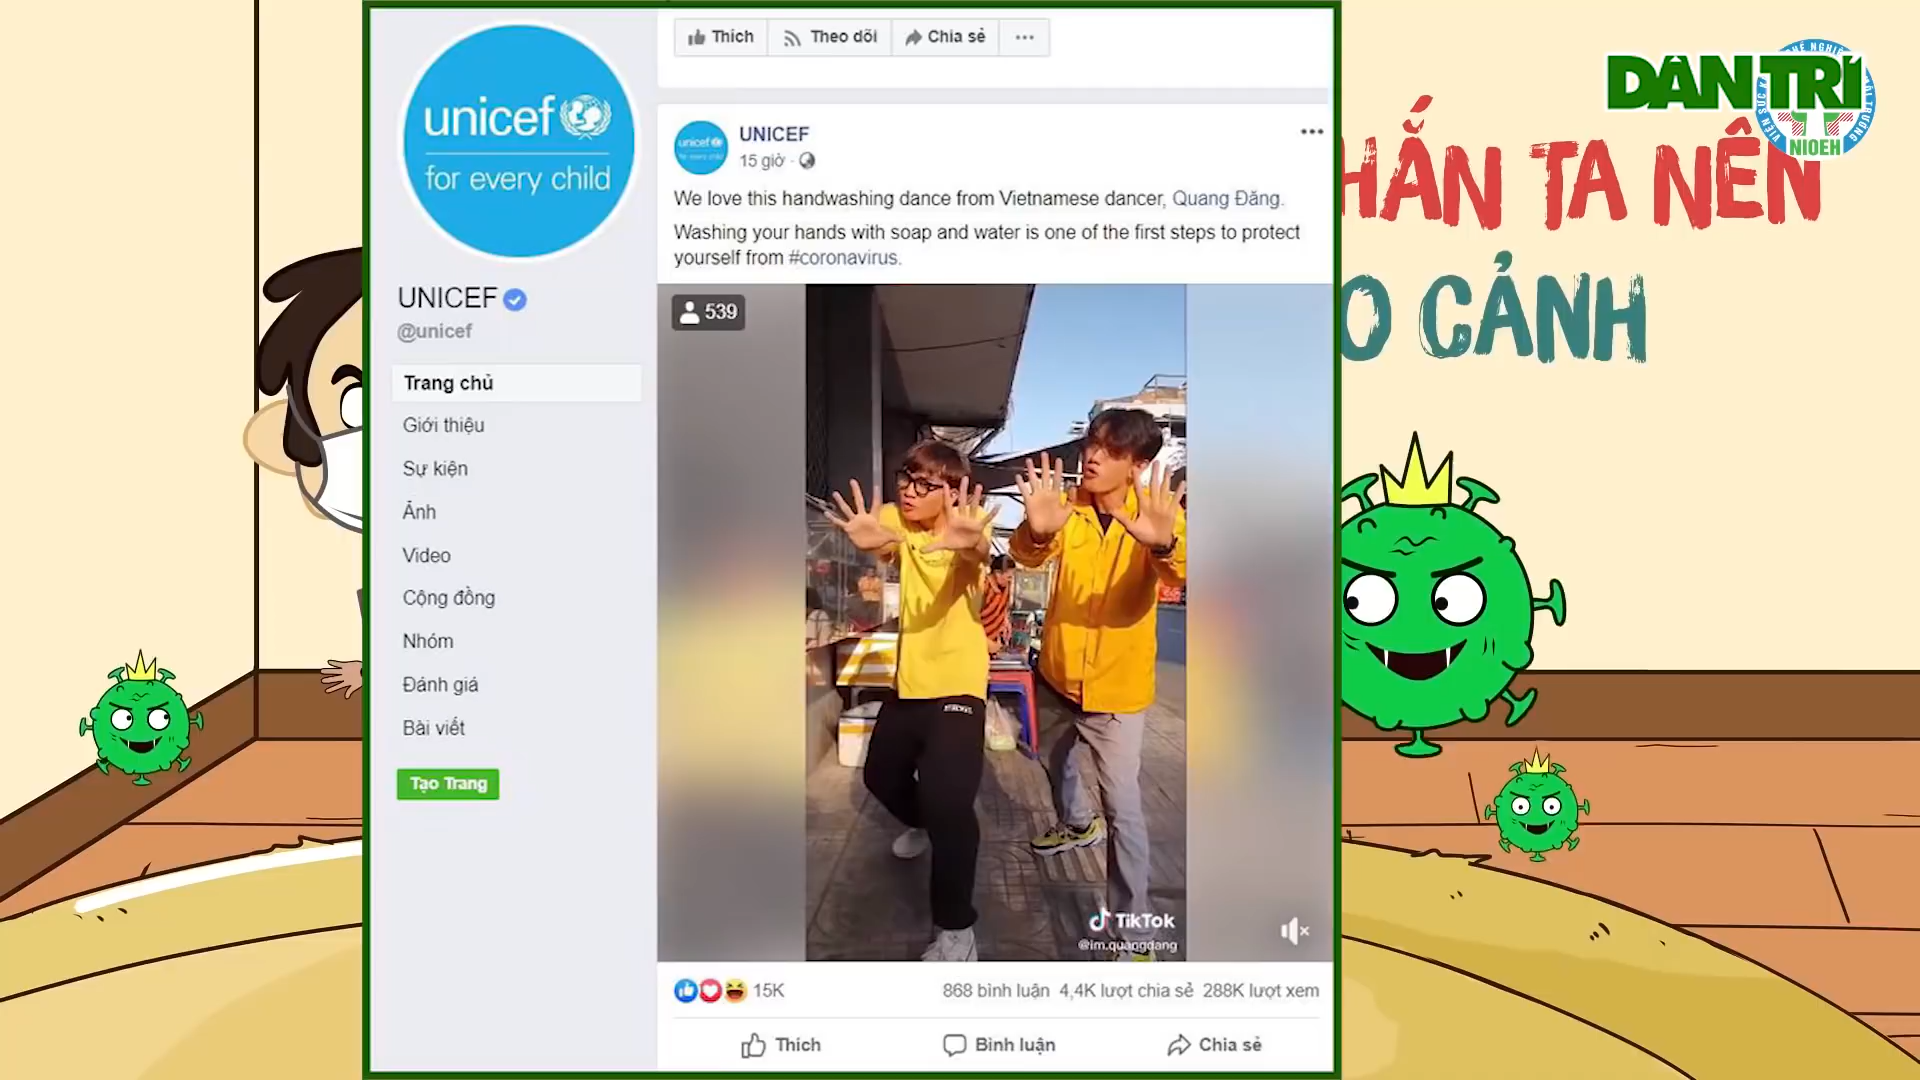 Thích
Theo dõi
Chia sẻ
unicef
for every child
UNICEF
@unicef
Trang chủ
Giới thiệu
Sự kiện
Ảnh
Video
Cộng đồng
Nhóm
Đánh giá
Bài viết
Tạo Trang
unicef
UNICEF
15 giờ
We love this handwashing dance from Vietnamese dancer, Quang Đăng.
Washing your hands with soap and water is one of the first steps to protect
yourself from #coronavirus.
539
TikTok
@im.quangdang
15K
868 bình luận 4,4K lượt chia sẻ 288K lượt xem
Thích
Bình luận
Chia sẻ
DÂN TRÍ
NIOEH
HẮN TA NÊN
O CẢNH